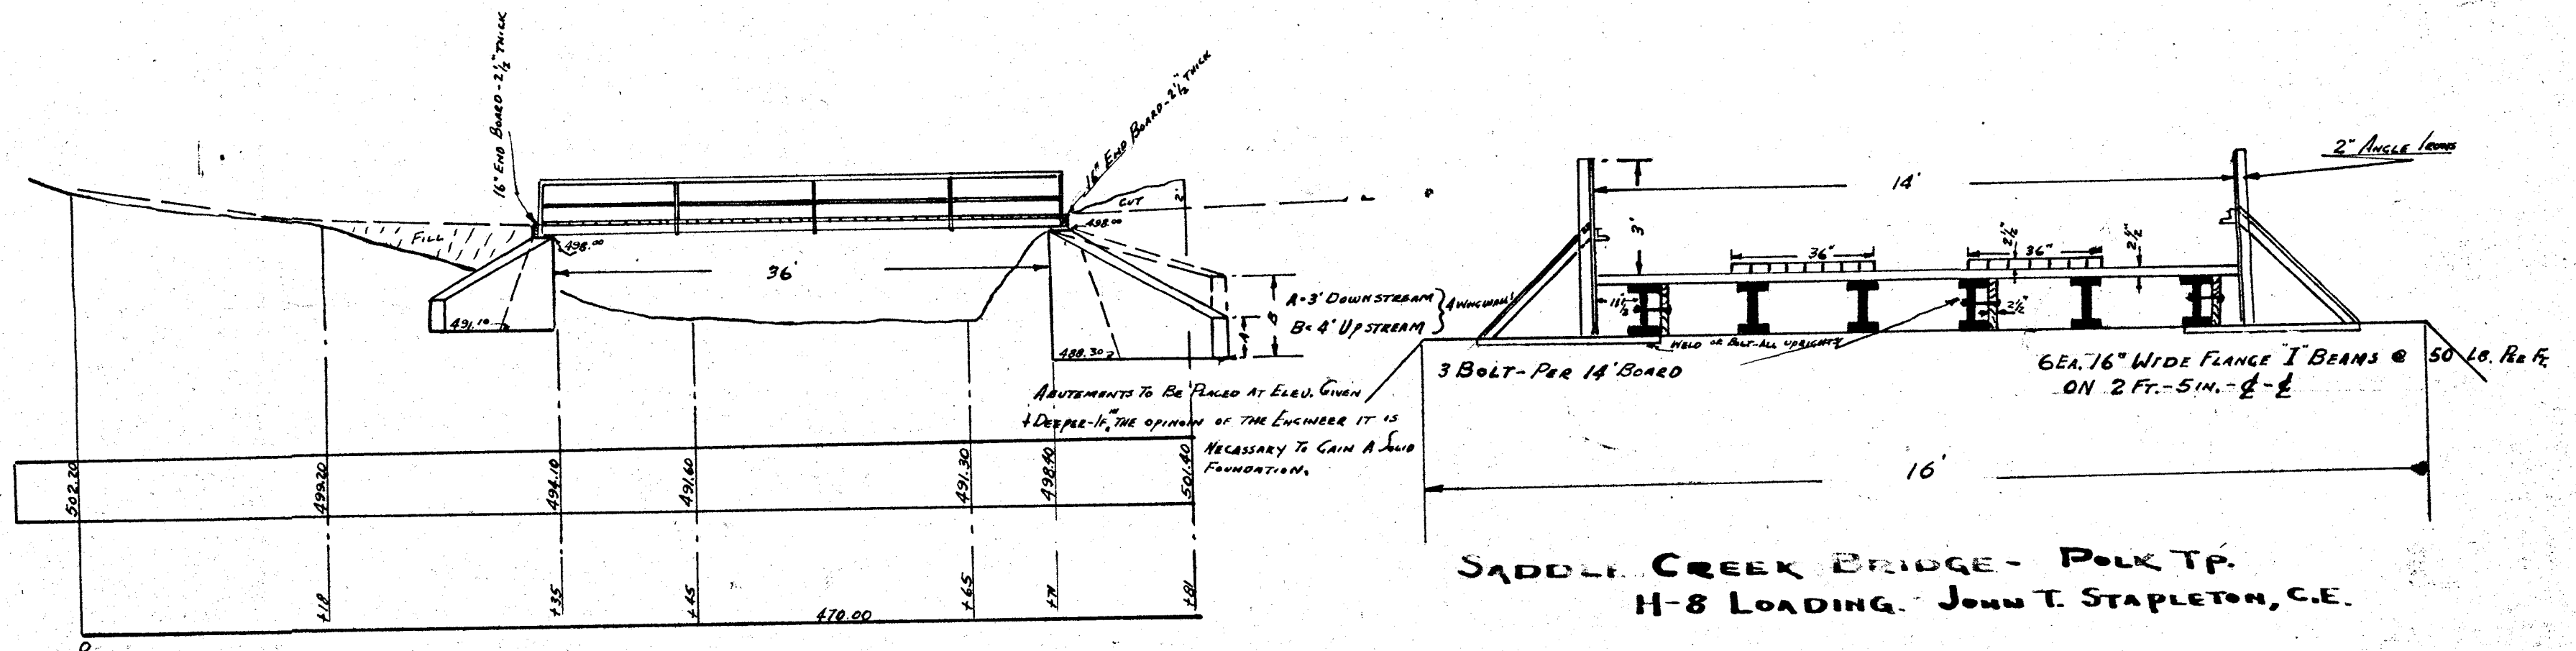 16" END BOARD-2½" THICK
16" END BOARD-2½" THICK
FILL
498.00
491.10
36'
CUT
2'
498.00
488.30
A
B
A=3' DOWNSTREAM
B=4' UPSTREAM
4 WINGWALLS
ABUTEMENTS TO BE PLACED AT ELEV. GIVEN
+ DEEPER-IF IN THE OPINION OF THE ENGINEER IT IS
NECASSARY TO GAIN A SOLID
FOUNDATION.
502.20
499.20
494.10
491.60
491.30
498.40
501.40
0
+18
+35
+45
+65
+71
+81
470.00
2" ANGLE IRONS
14'
3'
36"
2½"
36"
2½"
11½"
2½"
WELD OR BOLT-ALL UPRIGHTS
3 BOLT-PER 14' BOARD
6EA. 16" WIDE FLANGE "I" BEAMS @ 50 LB. PER FT.
ON 2 FT.-5 IN.-℄-℄
16'
SADDLE CREEK BRIDGE- POLK TP.
H-8 LOADING. JOHN T. STAPLETON, C.E.